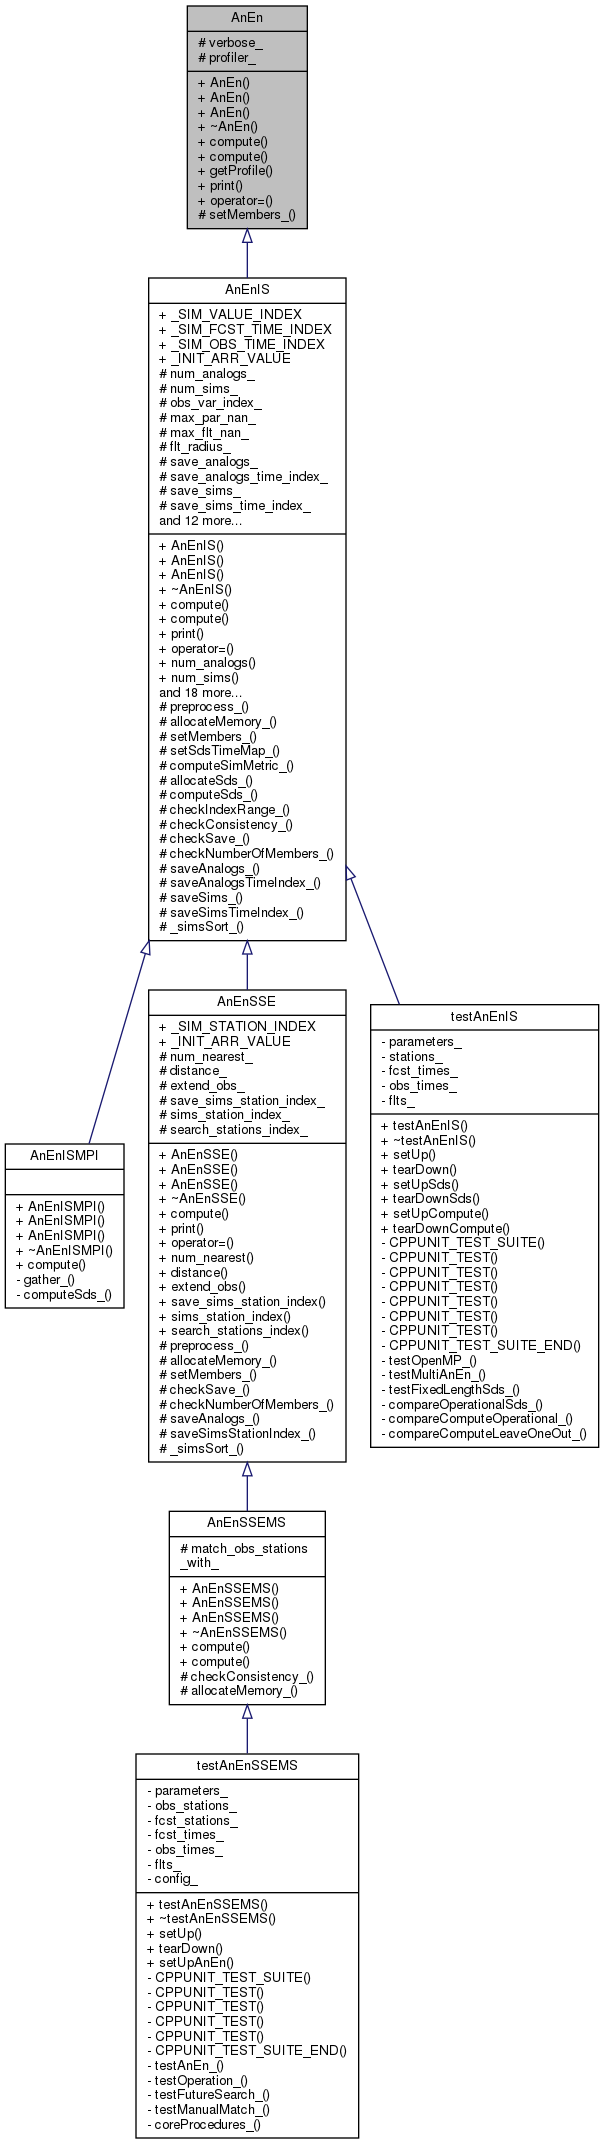 AnEn
# verbose_
# profiler_
+ AnEn()
+ AnEn()
+ AnEn()
+ ~AnEn()
+ compute()
+ compute()
+ getProfile()
+ print()
+ operator=()
# setMembers_()
AnEnIS
+ _SIM_VALUE_INDEX
+ _SIM_FCST_TIME_INDEX
+ _SIM_OBS_TIME_INDEX
+ _INIT_ARR_VALUE
# num_analogs_
# num_sims_
# obs_var_index_
# max_par_nan_
# max_flt_nan_
# flt_radius_
# save_analogs_
# save_analogs_time_index_
# save_sims_
# save_sims_time_index_
and 12 more...
+ AnEnIS()
+ AnEnIS()
+ AnEnIS()
+ ~AnEnIS()
+ compute()
+ compute()
+ print()
+ operator=()
+ num_analogs()
+ num_sims()
and 18 more...
# preprocess_()
# allocateMemory_()
# setMembers_()
# setSdsTimeMap_()
# computeSimMetric_()
# allocateSds_()
# computeSds_()
# checkIndexRange_()
# checkConsistency_()
# checkSave_()
# checkNumberOfMembers_()
# saveAnalogs_()
# saveAnalogsTimeIndex_()
# saveSims_()
# saveSimsTimeIndex_()
# _simsSort_()
AnEnISMPI
+ AnEnISMPI()
+ AnEnISMPI()
+ AnEnISMPI()
+ ~AnEnISMPI()
+ compute()
- gather_()
- computeSds_()
AnEnSSE
+ _SIM_STATION_INDEX
+ _INIT_ARR_VALUE
# num_nearest_
# distance_
# extend_obs_
# save_sims_station_index_
# sims_station_index_
# search_stations_index_
+ AnEnSSE()
+ AnEnSSE()
+ AnEnSSE()
+ ~AnEnSSE()
+ compute()
+ print()
+ operator=()
+ num_nearest()
+ distance()
+ extend_obs()
+ save_sims_station_index()
+ sims_station_index()
+ search_stations_index()
# preprocess_()
# allocateMemory_()
# setMembers_()
# checkSave_()
# checkNumberOfMembers_()
# saveAnalogs_()
# saveSimsStationIndex_()
# _simsSort_()
testAnEnIS
- parameters_
- stations_
- fcst_times_
- obs_times_
- flts_
+ testAnEnIS()
+ ~testAnEnIS()
+ setUp()
+ tearDown()
+ setUpSds()
+ tearDownSds()
+ setUpCompute()
+ tearDownCompute()
- CPPUNIT_TEST_SUITE()
- CPPUNIT_TEST()
- CPPUNIT_TEST()
- CPPUNIT_TEST()
- CPPUNIT_TEST()
- CPPUNIT_TEST()
- CPPUNIT_TEST()
- CPPUNIT_TEST_SUITE_END()
- testOpenMP_()
- testMultiAnEn_()
- testFixedLengthSds_()
- compareOperationalSds_()
- compareComputeOperational_()
- compareComputeLeaveOneOut_()
AnEnSSEMS
# match_obs_stations
_with_
+ AnEnSSEMS()
+ AnEnSSEMS()
+ AnEnSSEMS()
+ ~AnEnSSEMS()
+ compute()
+ compute()
# checkConsistency_()
# allocateMemory_()
testAnEnSSEMS
- parameters_
- obs_stations_
- fcst_stations_
- fcst_times_
- obs_times_
- flts_
- config_
+ testAnEnSSEMS()
+ ~testAnEnSSEMS()
+ setUp()
+ tearDown()
+ setUpAnEn()
- CPPUNIT_TEST_SUITE()
- CPPUNIT_TEST()
- CPPUNIT_TEST()
- CPPUNIT_TEST()
- CPPUNIT_TEST()
- CPPUNIT_TEST_SUITE_END()
- testAnEn_()
- testOperation_()
- testFutureSearch_()
- testManualMatch_()
- coreProcedures_()